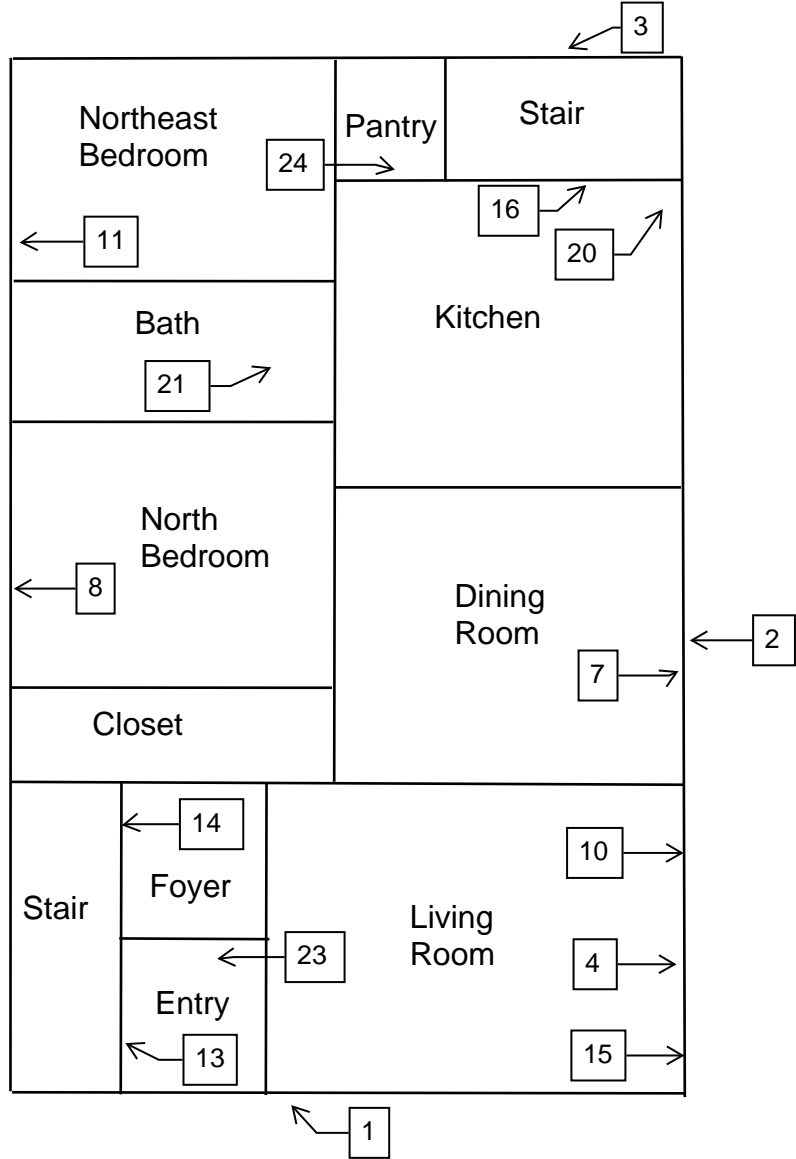 3
Northeast
Bedroom
Pantry
Stair
24
16
11
20
Bath
Kitchen
21
North
Bedroom
8
Dining
Room
2
7
Closet
14
10
Foyer
Stair
Living
Room
23
4
Entry
13
15
1